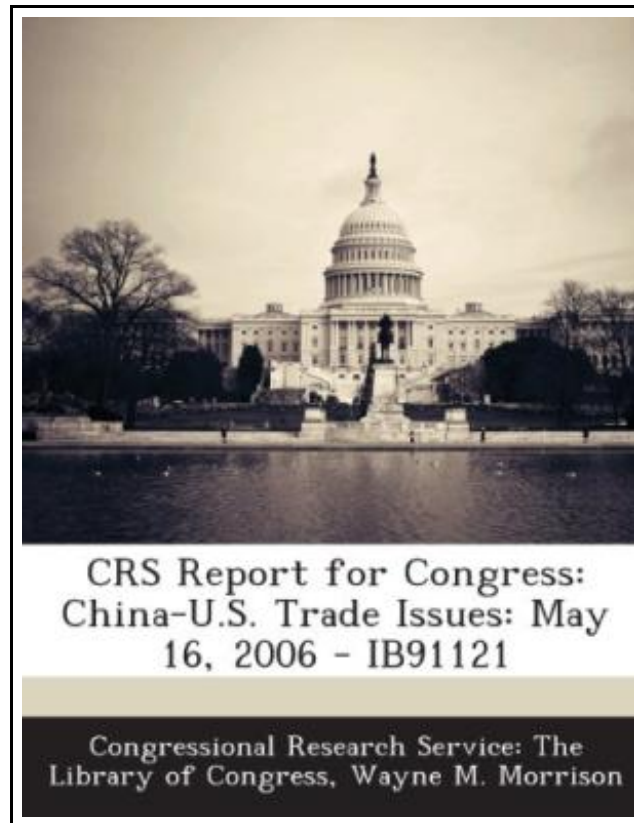 CRS Report for Congress:
China-U.S. Trade Issues: May
16, 2006 - IB91121
Congressional Research Service: The
Library of Congress, Wayne M. Morrison